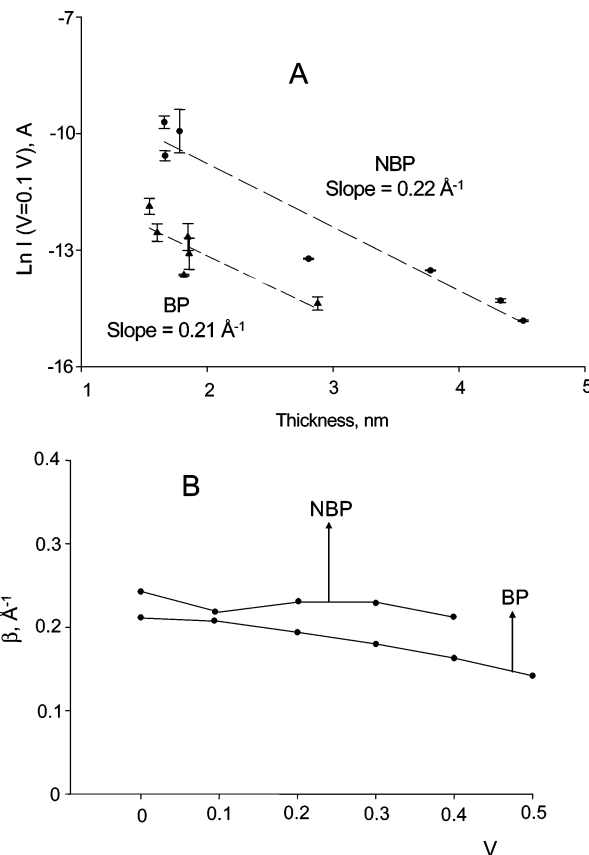 -7
A
-10
NBP
Slope = 0.22 Å-1
Ln I (V=0.1 V), A
-13
BP
Slope = 0.21 Å-1
-16
1
2
3
4
5
Thickness, nm
0.4
B
NBP
0.3
BP
β, Å-1
0.2
0.1
0
0
0.1
0.2
0.3
0.4
0.5
V